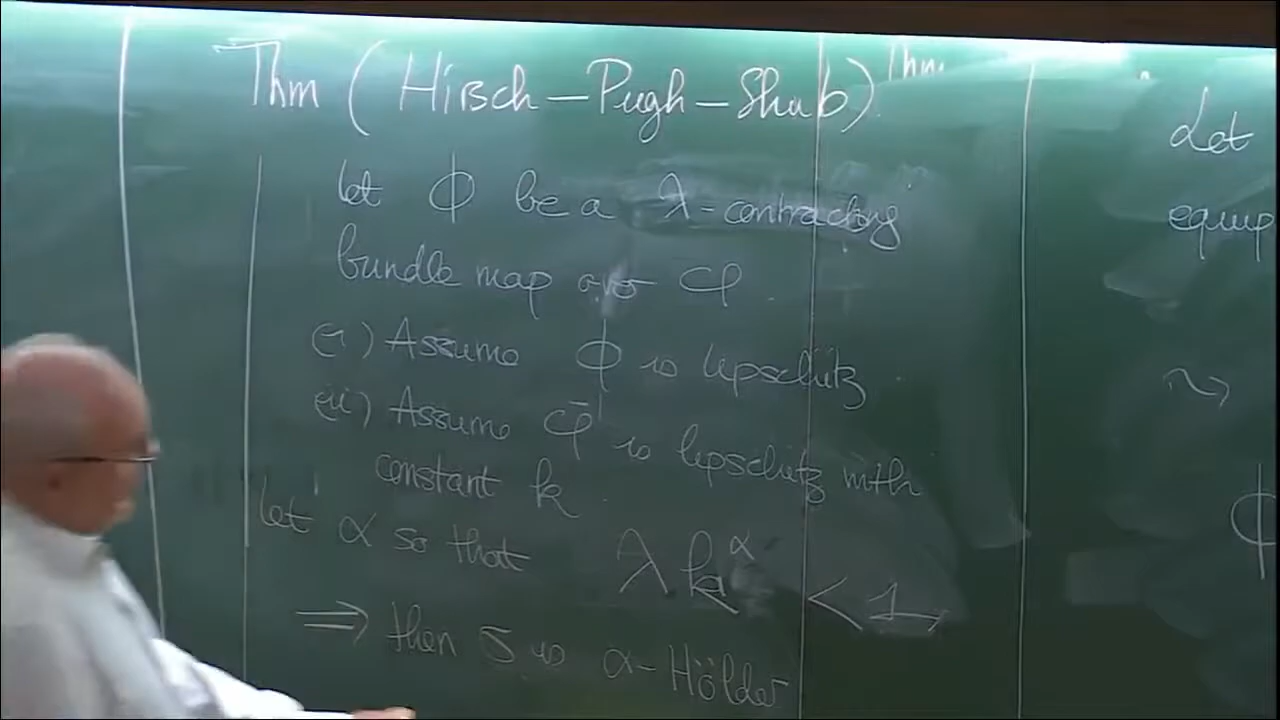 Thm (Hirsch – Pugh – Shub)
let ϕ be a λ-contracting
bundle map over φ
(i) Assume ϕ is lipschitz
(ii) Assume φ⁻¹ is lipschitz with
constant k
let α so that λk^α < 1
⟹ then s is α-Hölder
Thm
Let
equip
⤳
ϕ